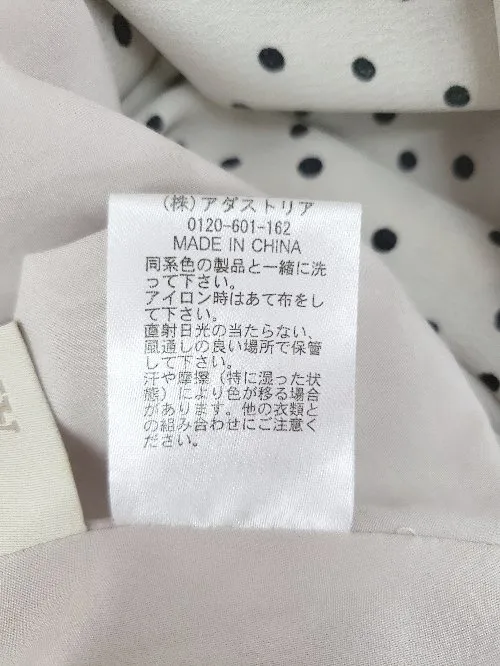 (株)アダストリア
0120-601-162
MADE IN CHINA
同系色の製品と一緒に洗
って下さい。
アイロン時はあて布をし
て下さい。
直射日光の当たらない、
風通しの良い場所で保管
して下さい。
汗や摩擦（特に湿った状
態）により色が移る場合
があります。他の衣類と
の組み合わせにご注意く
ださい。